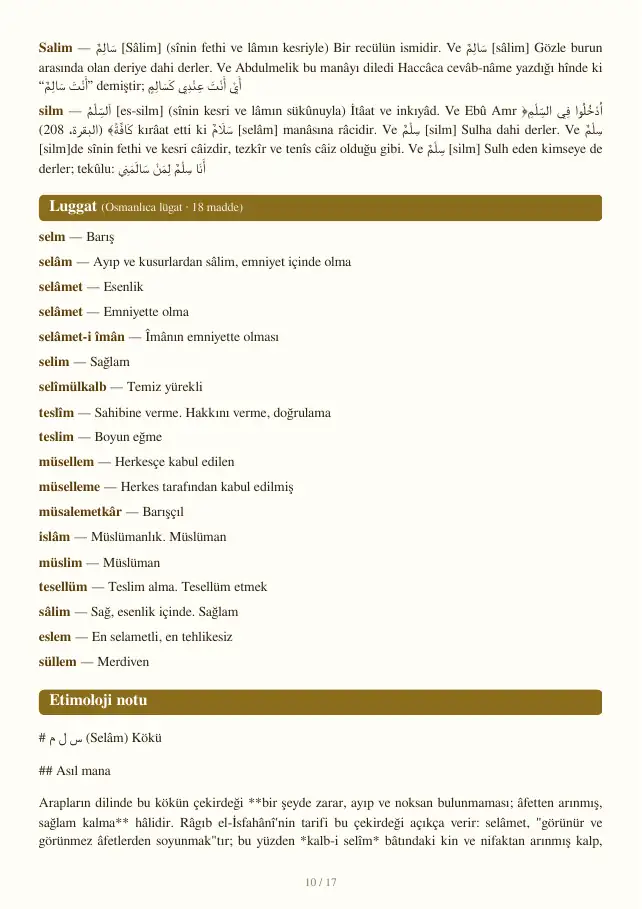 Salim — سَالِمٌ [Sâlim] (sînin fethi ve lâmın kesriyle) Bir recülün ismidir. Ve سَالِمٌ [sâlim] Gözle burun
arasında olan deriye dahi derler. Ve Abdulmelik bu manâyı diledi Haccâca cevâb-nâme yazdığı hînde ki
“أَنْتَ سَالِمٌ” demiştir; أَيْ أَنْتَ عِنْدِي كَسَالِمٍ
silm — اَلسِّلْمُ [es-silm] (sînin kesri ve lâmın sükûnuyla) İtâat ve inkıyâd. Ve Ebû Amr ﴿اُدْخُلُوا فِي السِّلْمِ
كَافَّةً﴾ (البقرة، 208) kırâat etti ki سَلَامٌ [selâm] manâsına râcidir. Ve سِلْمٌ [silm] Sulha dahi derler. Ve سِلْمٌ
[silm]de sînin fethi ve kesri câizdir, tezkîr ve tenîs câiz olduğu gibi. Ve سِلْمٌ [silm] Sulh eden kimseye de
derler; tekûlu: أَنَا سِلْمٌ لِمَنْ سَالَمَنِي
Luggat (Osmanlıca lügat · 18 madde)
selm — Barış
selâm — Ayıp ve kusurlardan sâlim, emniyet içinde olma
selâmet — Esenlik
selâmet — Emniyette olma
selâmet-i îmân — Îmânın emniyette olması
selim — Sağlam
selîmülkalb — Temiz yürekli
teslîm — Sahibine verme. Hakkını verme, doğrulama
teslim — Boyun eğme
müsellem — Herkesçe kabul edilen
müselleme — Herkes tarafından kabul edilmiş
müsalemetkâr — Barışçıl
islâm — Müslümanlık. Müslüman
müslim — Müslüman
tesellüm — Teslim alma. Tesellüm etmek
sâlim — Sağ, esenlik içinde. Sağlam
eslem — En selametli, en tehlikesiz
süllem — Merdiven
Etimoloji notu
# س ل م (Selâm) Kökü
## Asıl mana
Arapların dilinde bu kökün çekirdeği **bir şeyde zarar, ayıp ve noksan bulunmaması; âfetten arınmış,
sağlam kalma** hâlidir. Râgıb el-İsfahânî'nin tarifi bu çekirdeği açıkça verir: selâmet, "görünür ve
görünmez âfetlerden soyunmak"tır; bu yüzden *kalb-i selîm* bâtındaki kin ve nifaktan arınmış kalp,
10 / 17